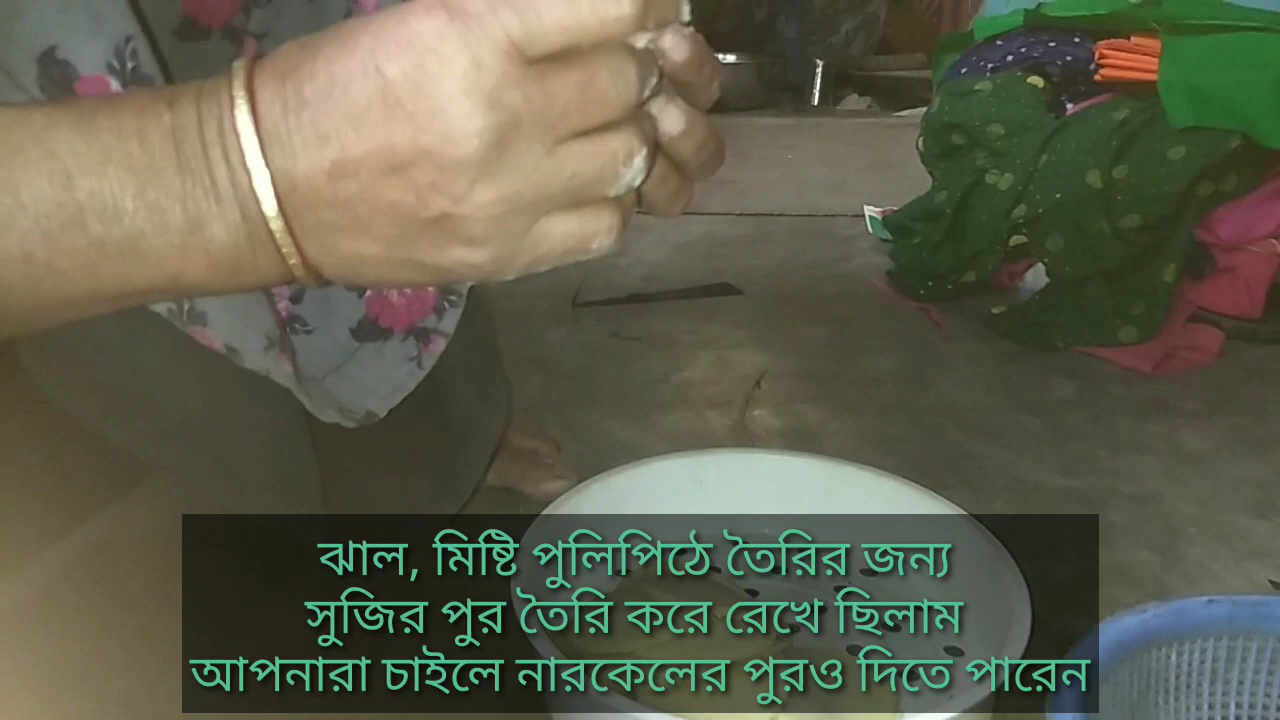 ঝাল, মিষ্টি পুলিপিঠে তৈরির জন্য
সুজির পুর তৈরি করে রেখে ছিলাম
আপনারা চাইলে নারকেলের পুরও দিতে পারেন